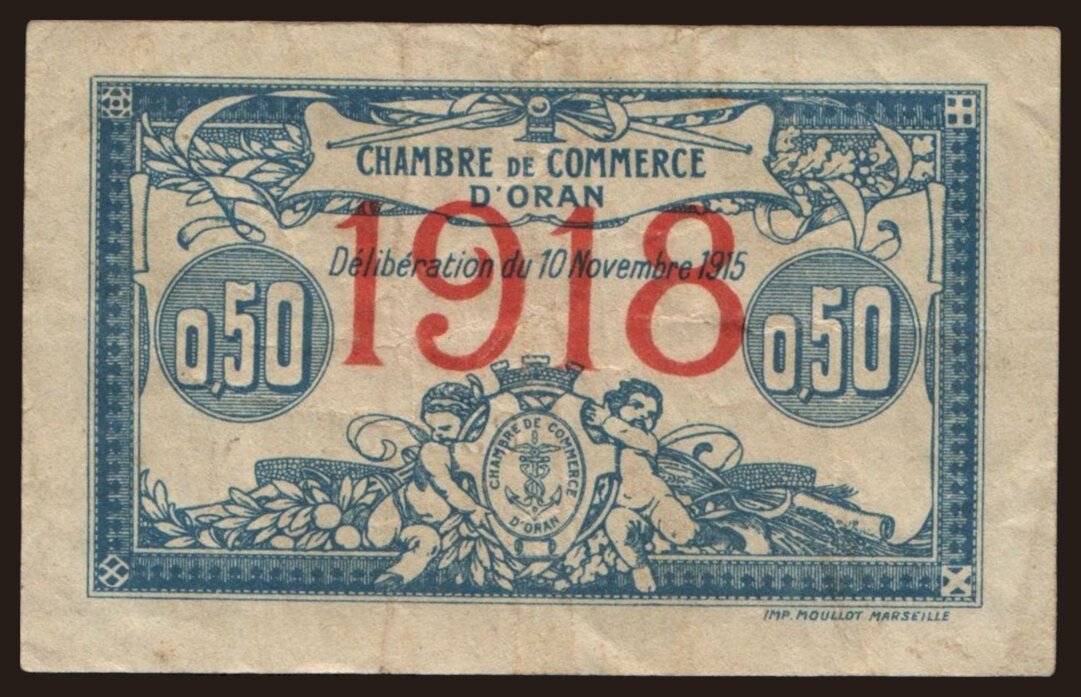 CHAMBRE DE COMMERCE
D'ORAN
1918
Délibération du 10 Novembre 1915
0,50
0,50
CHAMBRE DE COMMERCE
D'ORAN
IMP. MOULLOT MARSEILLE